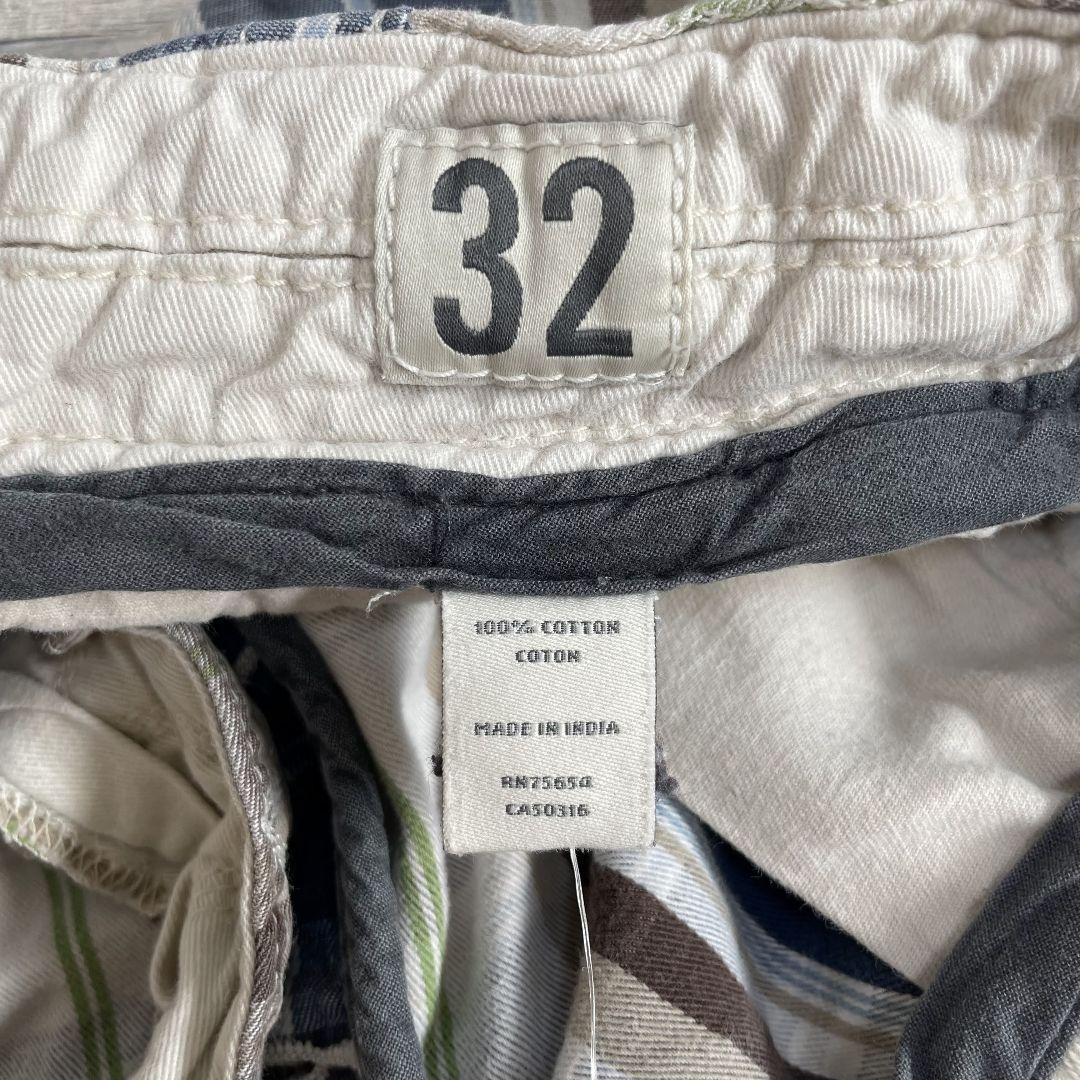 32
100% COTTON
COTON
MADE IN INDIA
RN75654
CA50316